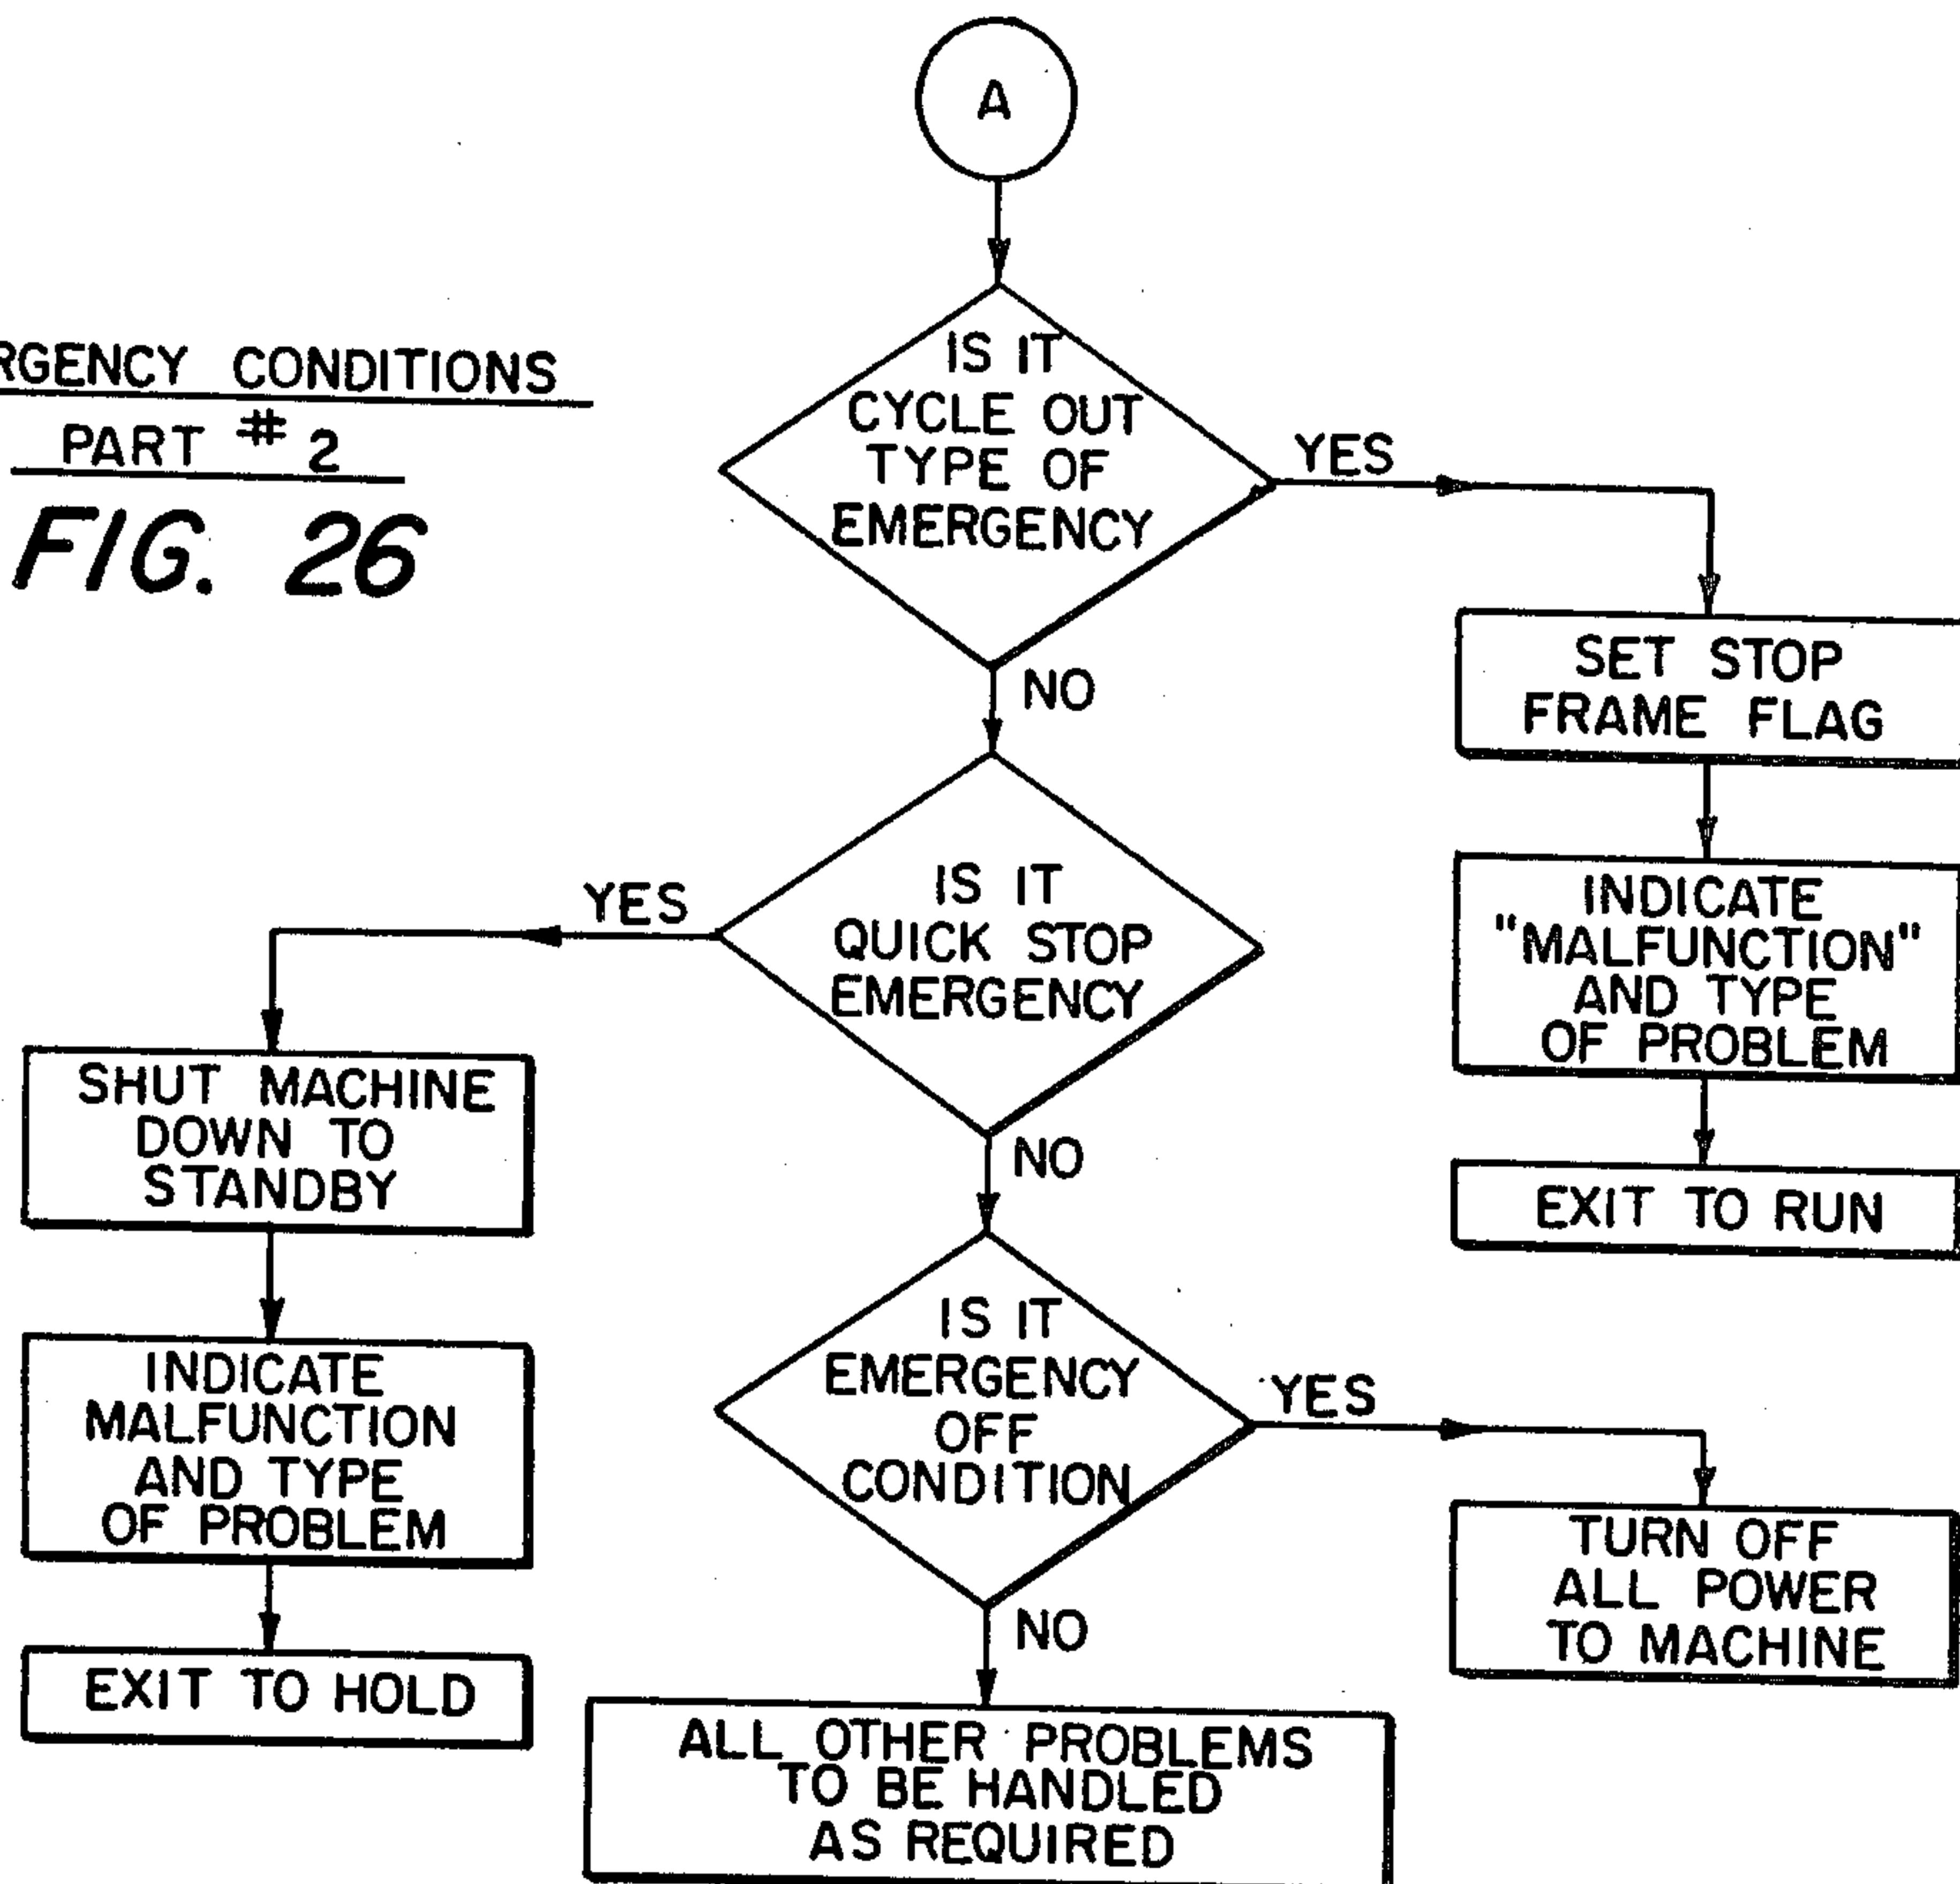 A
IS IT
CYCLE OUT
TYPE OF
EMERGENCY
YES
NO
CONDITIONS
PART # 2
FIG. 26
SET STOP
FRAME FLAG
INDICATE
"MALFUNCTION"
AND TYPE
OF PROBLEM
EXIT TO RUN
IS IT
QUICK STOP
EMERGENCY
YES
NO
SHUT MACHINE
DOWN TO
STANDBY
INDICATE
MALFUNCTION
AND TYPE
OF PROBLEM
EXIT TO HOLD
IS IT
EMERGENCY
OFF
CONDITION
YES
NO
TURN OFF
ALL POWER
TO MACHINE
ALL OTHER PROBLEMS
TO BE HANDLED
AS REQUIRED